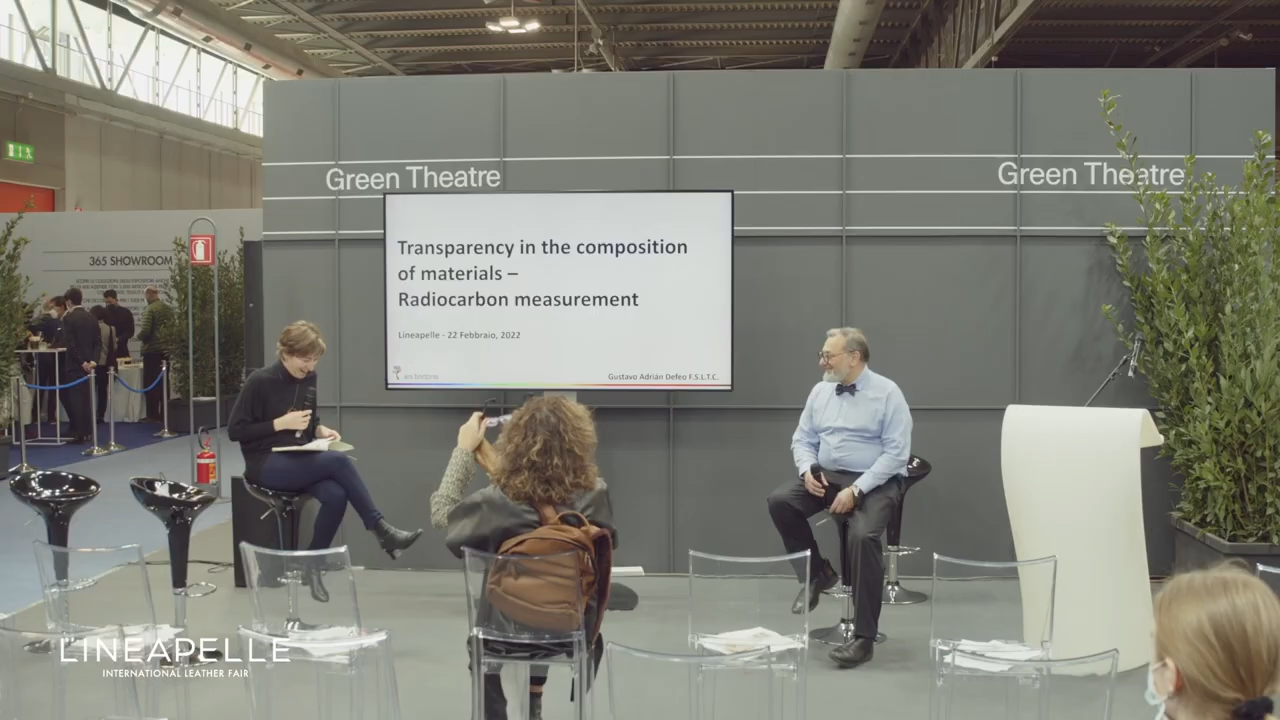 Green Theatre
Green Theatre
Transparency in the composition
of materials –
Radiocarbon measurement
Lineapelle - 22 Febbraio, 2022
Gustavo Adrián Defeo F.S.L.T.C.
365 SHOWROOM
LINEAPELLE
INTERNATIONAL LEATHER FAIR